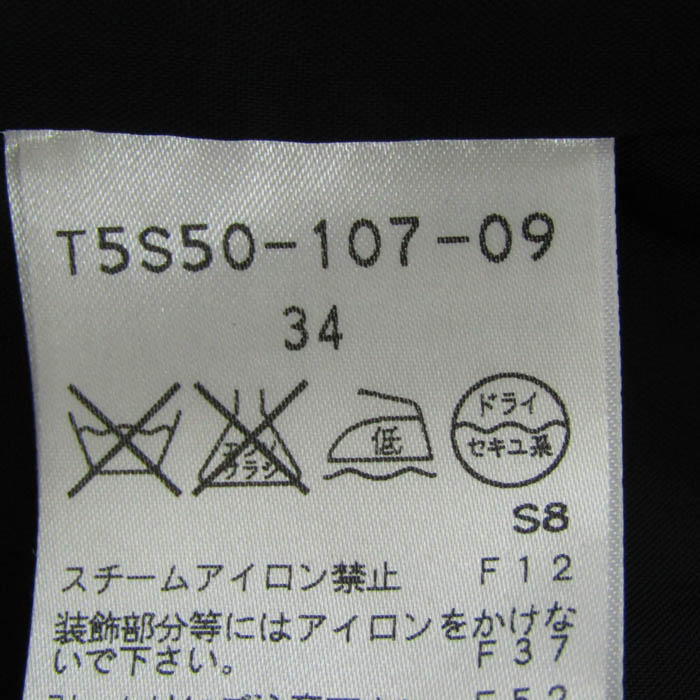 T5S50-107-09
34
低
ドライ
セキユ系
S8
スチームアイロン禁止 F12
装飾部分等にはアイロンをかけな
いで下さい。 F37
F52